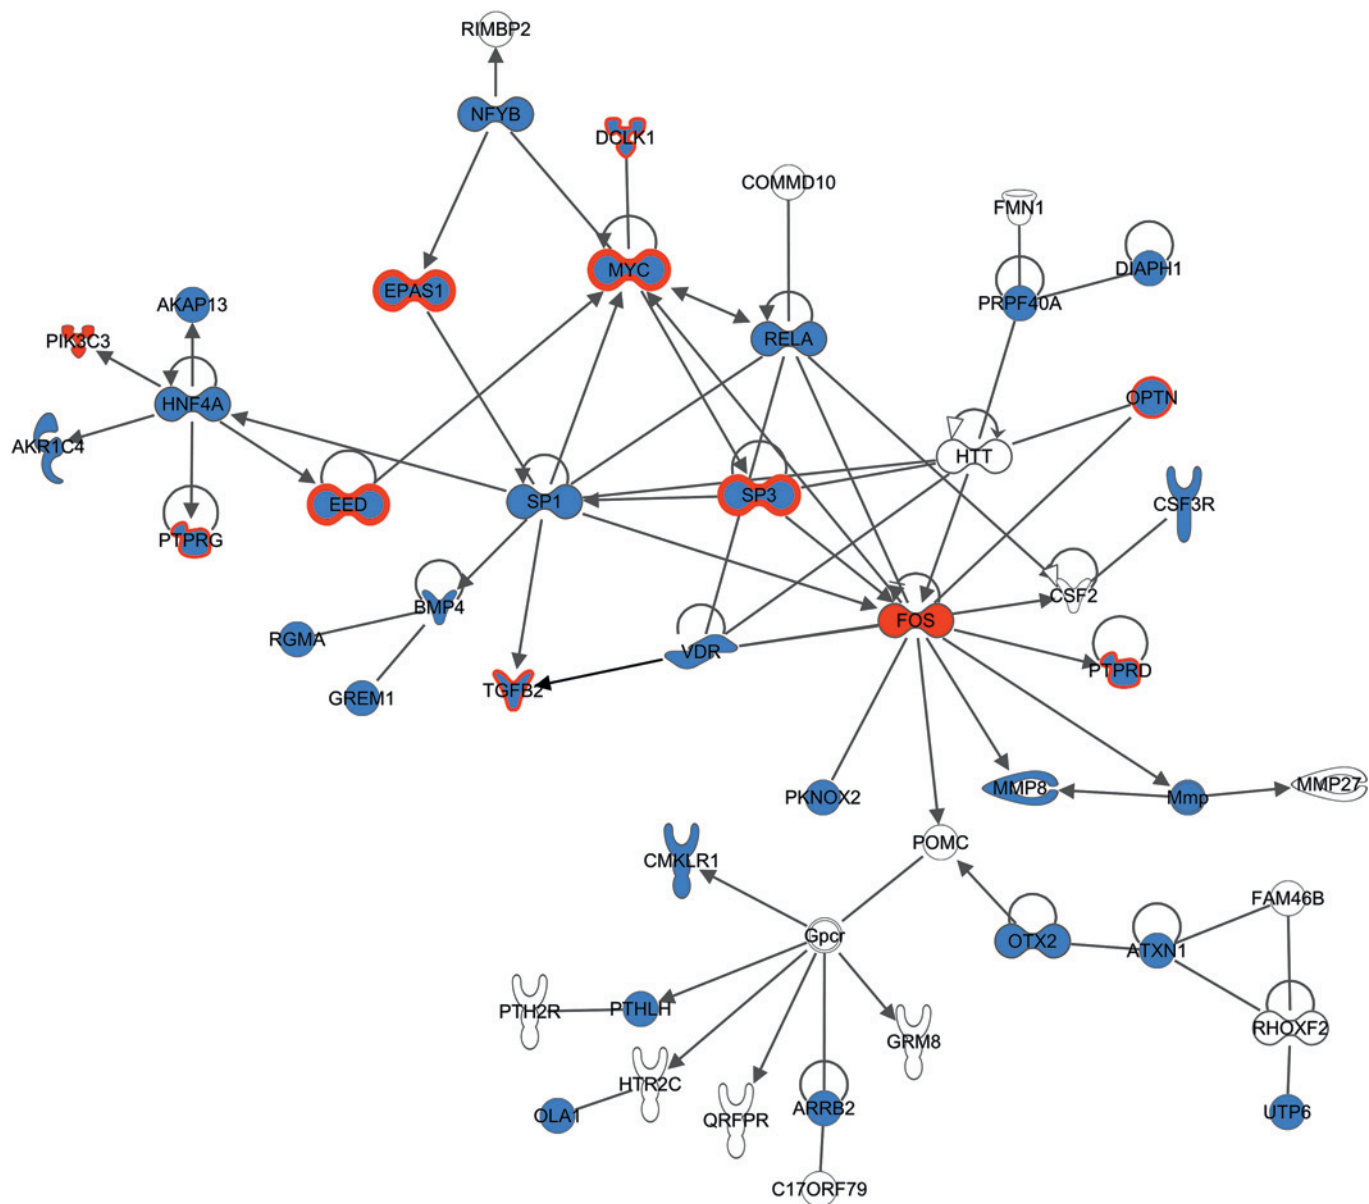 RIMBP2
NFYB
DCLK1
COMMD10
FMN1
DIAPH1
MYC
EPAS1
AKAP13
PRPF40A
PIK3C3
RELA
OPTN
HNF4A
AKR1C4
HTT
EED
SP1
SP3
CSF3R
PTPRG
BMP4
CSF2
FOS
RGMA
VDR
PTPRD
GREM1
TGFB2
PKNOX2
MMP8
Mmp
MMP27
POMC
CMKLR1
FAM46B
Gpcr
OTX2
ATXN1
PTH2R
PTHLH
RHOXF2
GRM8
HTR2C
OLA1
QRFPR
ARRB2
UTP6
C17ORF79